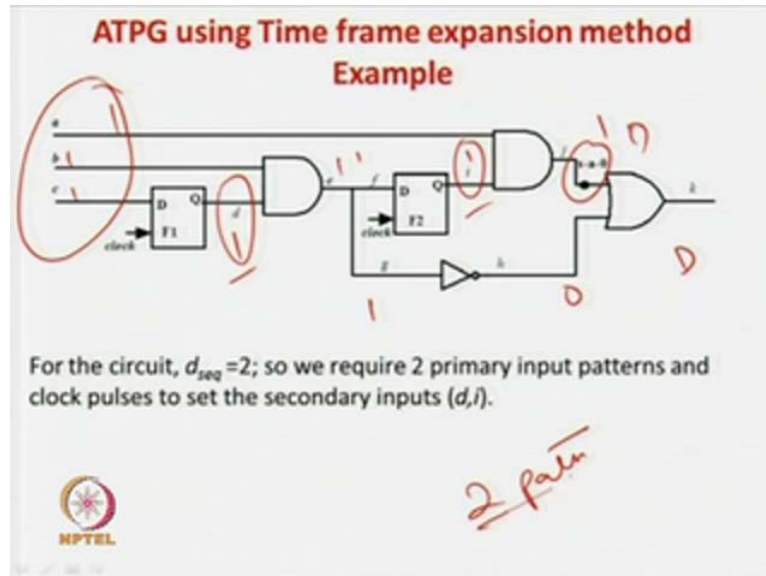 ATPG using Time frame expansion method
Example
a
b
c
D Q
F1
clock
d
e
f
D Q
F2
clock
i
j
s-a-0
k
g
h
1
1
1
1
1
1
1
1
0
D
For the circuit, dseq =2; so we require 2 primary input patterns and
clock pulses to set the secondary inputs (d,i).
2
NPTEL